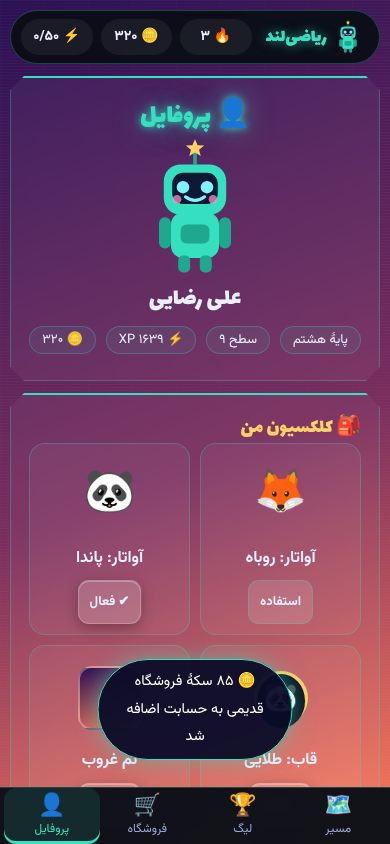 ریاضی‌لند
۳
۳۲۰
۰/۵۰
پروفایل
علی رضایی
پایهٔ هشتم
سطح ۹
XP ۱۶۳۹
۳۲۰
کلکسیون من
آواتار: روباه
استفاده
آواتار: پاندا
✔ فعال
۸۵ سکهٔ فروشگاه
قدیمی به حسابت اضافه
شد
قاب: طلایی
تم غروب
مسیر
لیگ
فروشگاه
پروفایل